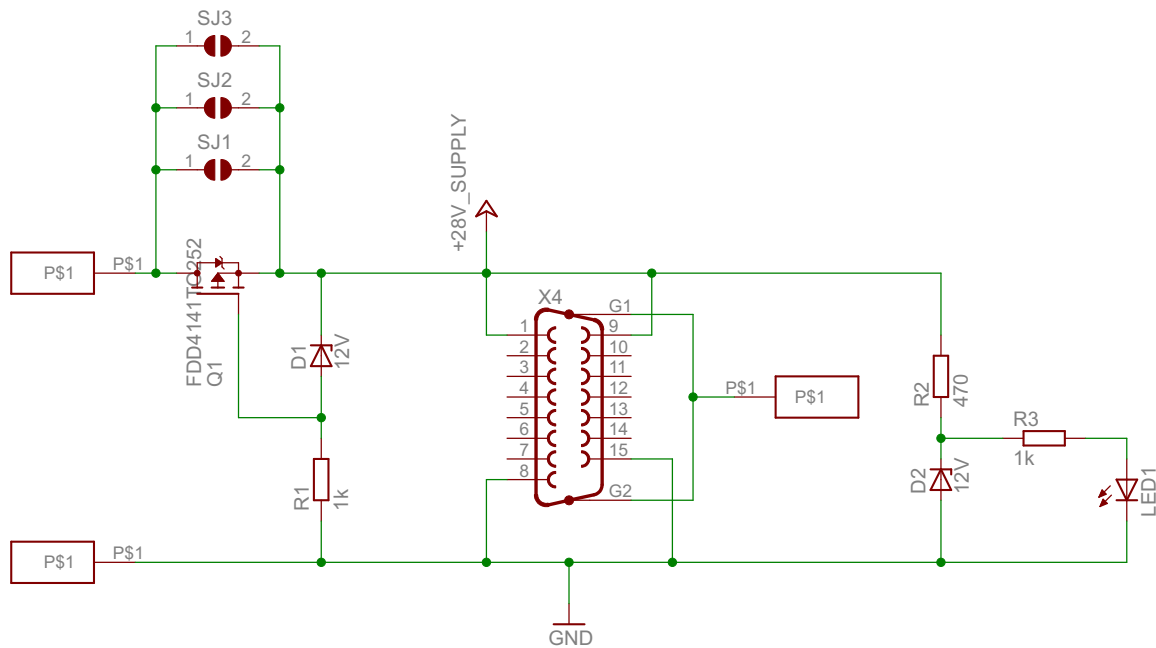 SJ3
1 2
SJ2
1 2
SJ1
1 2
+28V_SUPPLY
P$1 P$1
FDD4141TO252
Q1
D1
12V
R1
1k
X4
G1
1 9
2 10
3 11
4 12
5 13
6 14
7 15
8
G2
P$1 P$1
R2
470
R3
1k
D2
12V
LED1
P$1 P$1
GND